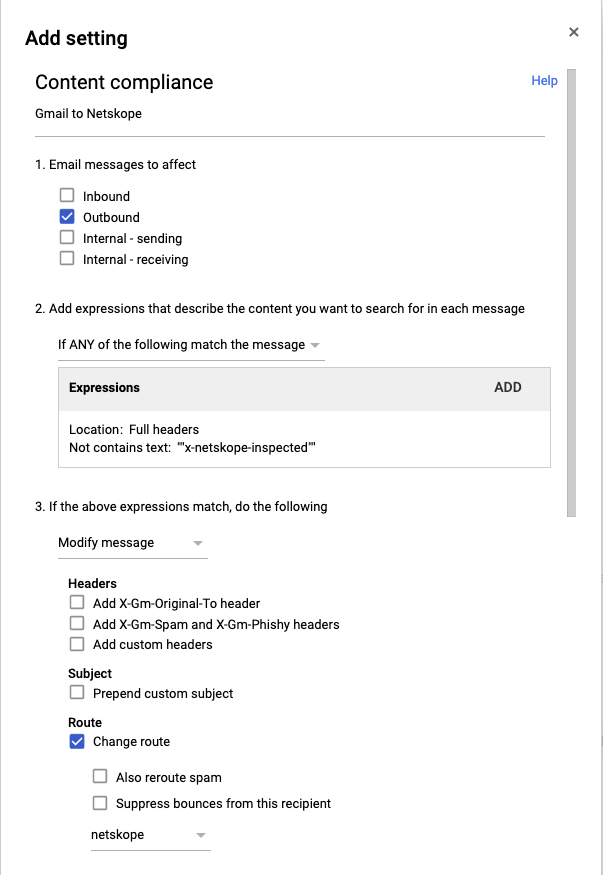 Add setting
×
Content compliance
Help
Gmail to Netskope
1. Email messages to affect
Inbound
Outbound
Internal - sending
Internal - receiving
2. Add expressions that describe the content you want to search for in each message
If ANY of the following match the message
Expressions ADD
Location: Full headers
Not contains text: '"x-netskope-inspected"'
3. If the above expressions match, do the following
Modify message
Headers
Add X-Gm-Original-To header
Add X-Gm-Spam and X-Gm-Phishy headers
Add custom headers
Subject
Prepend custom subject
Route
Change route
Also reroute spam
Suppress bounces from this recipient
netskope